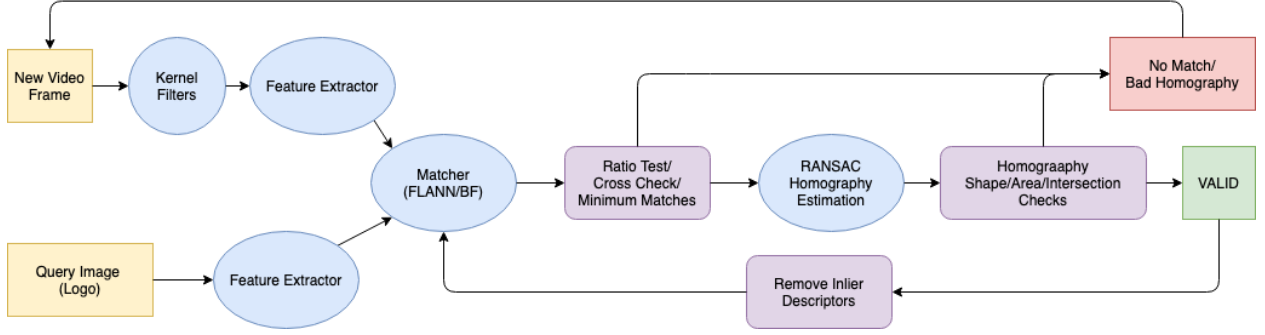 New Video
Frame
Kernel
Filters
Feature Extractor
No Match/
Bad Homography
Matcher
(FLANN/BF)
Ratio Test/
Cross Check/
Minimum Matches
RANSAC
Homography
Estimation
Homograaphy
Shape/Area/Intersection
Checks
VALID
Query Image
(Logo)
Feature Extractor
Remove Inlier
Descriptors